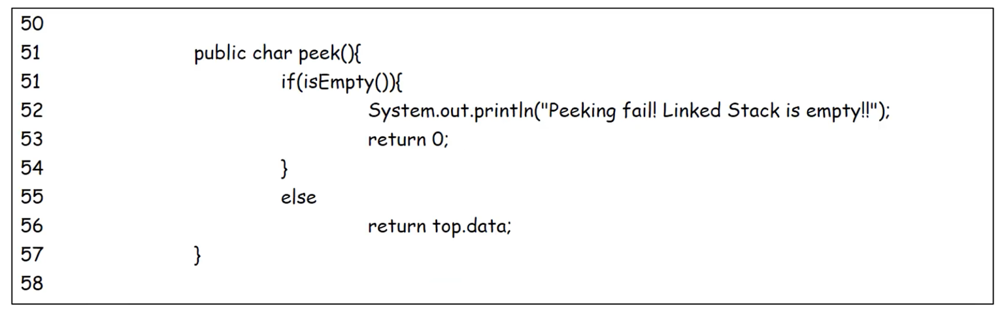 50
51 public char peek(){
51 if(isEmpty()){
52 System.out.println("Peeking fail! Linked Stack is empty!!");
53 return 0;
54 }
55 else
56 return top.data;
57 }
58